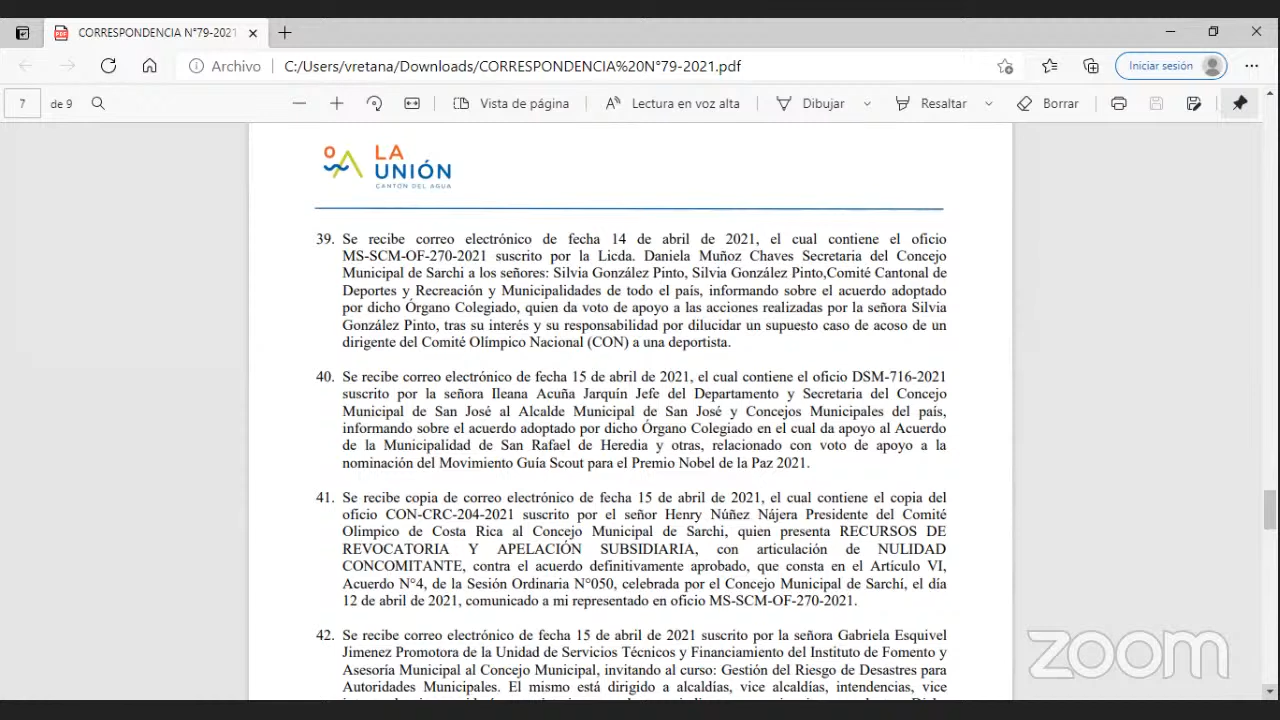 CORRESPONDENCIA N°79-2021
Archivo
C:/Users/vretana/Downloads/CORRESPONDENCIA%20N°79-2021.pdf
Iniciar sesión
7 de 9
Vista de página
Lectura en voz alta
Dibujar
Resaltar
Borrar
LA
UNIÓN
CANTÓN DEL AGUA
39. Se recibe correo electrónico de fecha 14 de abril de 2021, el cual contiene el oficio
MS-SCM-OF-270-2021 suscrito por la Licda. Daniela Muñoz Chaves Secretaria del Concejo
Municipal de Sarchi a los señores: Silvia González Pinto, Silvia González Pinto,Comité Cantonal de
Deportes y Recreación y Municipalidades de todo el país, informando sobre el acuerdo adoptado
por dicho Órgano Colegiado, quien da voto de apoyo a las acciones realizadas por la señora Silvia
González Pinto, tras su interés y su responsabilidad por dilucidar un supuesto caso de acoso de un
dirigente del Comité Olímpico Nacional (CON) a una deportista.
40. Se recibe correo electrónico de fecha 15 de abril de 2021, el cual contiene el oficio DSM-716-2021
suscrito por la señora Ileana Acuña Jarquín Jefe del Departamento y Secretaria del Concejo
Municipal de San José al Alcalde Municipal de San José y Concejos Municipales del país,
informando sobre el acuerdo adoptado por dicho Órgano Colegiado en el cual da apoyo al Acuerdo
de la Municipalidad de San Rafael de Heredia y otras, relacionado con voto de apoyo a la
nominación del Movimiento Guía Scout para el Premio Nobel de la Paz 2021.
41. Se recibe copia de correo electrónico de fecha 15 de abril de 2021, el cual contiene el copia del
oficio CON-CRC-204-2021 suscrito por el señor Henry Núñez Nájera Presidente del Comité
Olimpico de Costa Rica al Concejo Municipal de Sarchi, quien presenta RECURSOS DE
REVOCATORIA Y APELACIÓN SUBSIDIARIA, con articulación de NULIDAD
CONCOMITANTE, contra el acuerdo definitivamente aprobado, que consta en el Artículo VI,
Acuerdo N°4, de la Sesión Ordinaria N°050, celebrada por el Concejo Municipal de Sarchí, el día
12 de abril de 2021, comunicado a mi representado en oficio MS-SCM-OF-270-2021.
42. Se recibe correo electrónico de fecha 15 de abril de 2021 suscrito por la señora Gabriela Esquivel
Jimenez Promotora de la Unidad de Servicios Técnicos y Financiamiento del Instituto de Fomento y
Asesoría Municipal al Concejo Municipal, invitando al curso: Gestión del Riesgo de Desastres para
Autoridades Municipales. El mismo está dirigido a alcaldías, vice alcaldías, intendencias, vice
zoom